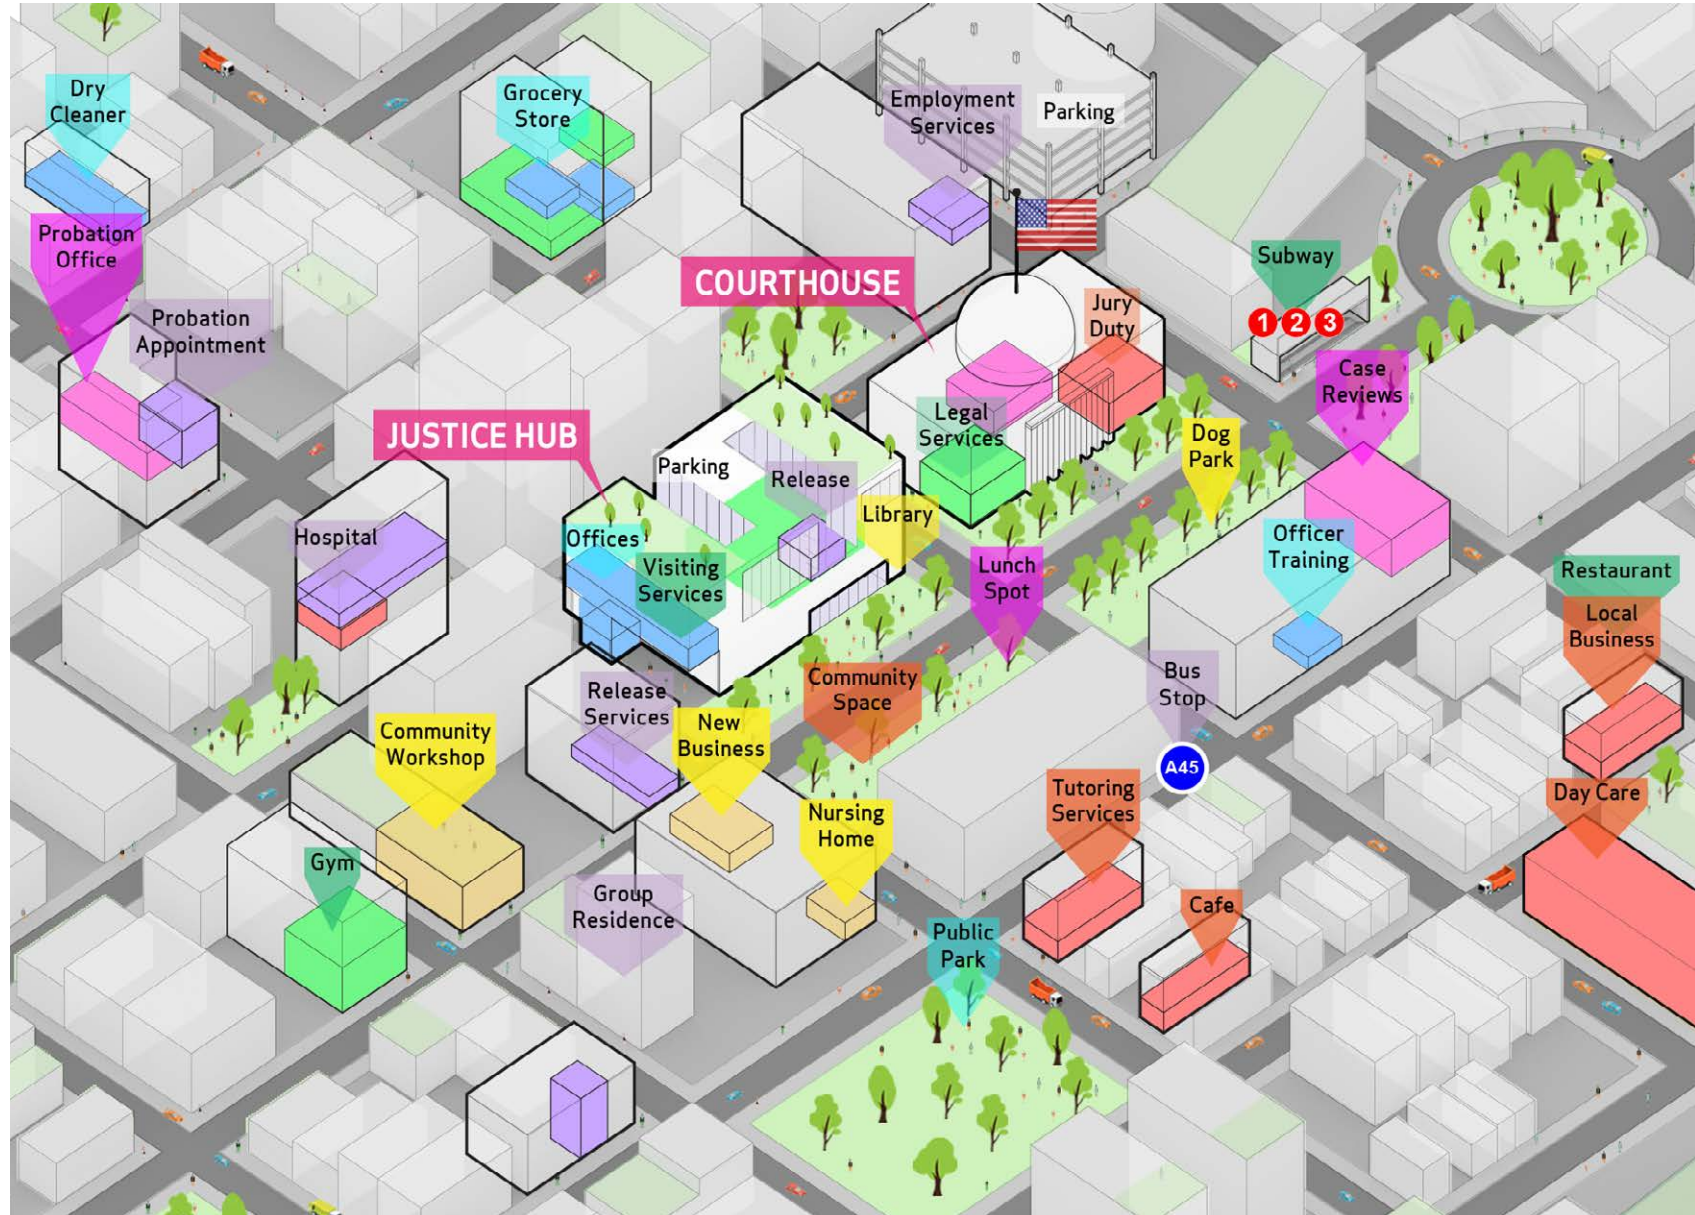 Dry
Cleaner
Grocery
Store
Employment
Services
Parking
Probation
Office
Subway
1 2 3
COURTHOUSE
Jury
Duty
Probation
Appointment
Case
Reviews
JUSTICE HUB
Legal
Services
Dog
Park
Parking
Release
Library
Hospital
Offices
Visiting
Services
Lunch
Spot
Officer
Training
Restaurant
Local
Business
Release
Services
Community
Space
Bus
Stop
A45
New
Business
Community
Workshop
Nursing
Home
Tutoring
Services
Day Care
Gym
Group
Residence
Cafe
Public
Park